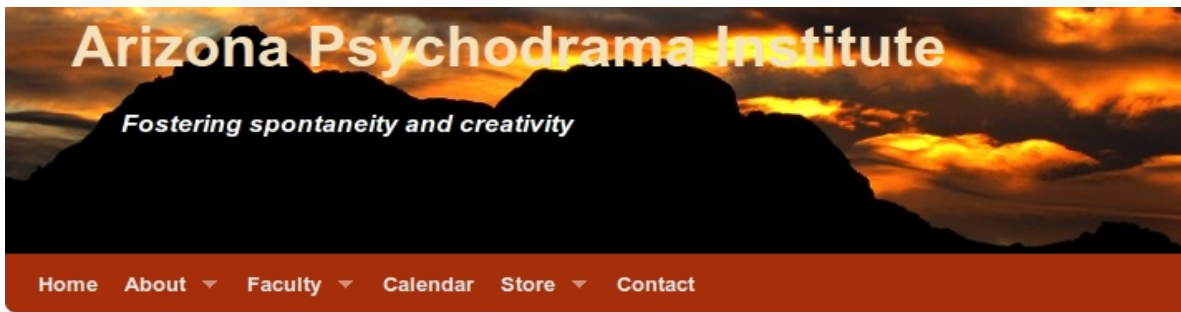 Arizona Psychodrama Institute
Fostering spontaneity and creativity
Home About Faculty Calendar Store Contact